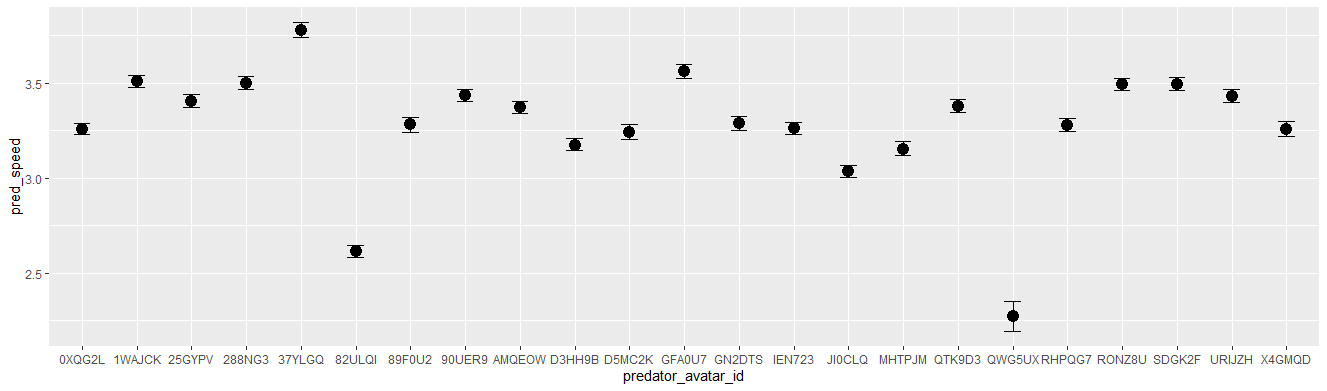 3.5
3.0
2.5
pred_speed
0XQG2L 1WAJCK 25GYPV 288NG3 37YLGQ 82ULQI 89F0U2 90UER9 AMQEOW D3HH9B D5MC2K GFA0U7 GN2DTS IEN723 JI0CLQ MHTPJM QTK9D3 QWG5UX RHPQG7 RONZ8U SDGK2F URIJZH X4GMQD
predator_avatar_id